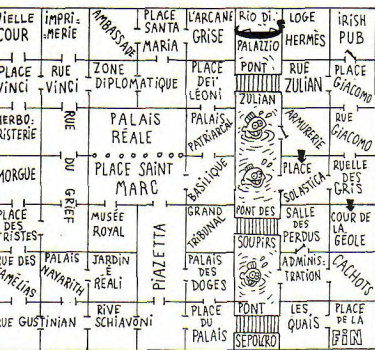 IELLE
COUR
IMPRI-
MERIE
AMBASSADE
PLACE
SANTA
MARIA
L'ARCANE
GRISE
RIO DI
PALAZZIO
LOGE
HERMÈS
IRISH
PUB
PLACE
VINCI
RUE
VINCI
ZONE
DIPLOMATIQUE
PLACE
DEI
LÉONI
PONT
ZULIAN
RUE
ZULIAN
PLACE
GIACOMO
HERBO-
RISTERIE
RUE
DU
GRIEF
PALAIS
RÉALE
PALAIS
PATRIARCAL
ARMURERIE
RUE
GIACOMO
MORGUE
PLACE SAINT
MARC
BASILIQUE
PLACE
SOLASTICA
RUELLE
DES
GRIS
PLACE
DES
TRISTES
MUSÉE
ROYAL
PIAZETTA
GRAND
TRIBUNAL
PONT DES
SOUPIRS
SALLE
DES
PERDUS
COUR DE
LA
GEOLE
RUE DES
CAMÉLIAS
PALAIS
NAYARITH
JARDIN
É
REALI
PALAIS
DES
DOGES
ADMINIS-
TRATION
CACHOTS
RUE GUSTINIAN
RIVE
SCHIAVONI
PLACE
DU
PALAIS
PONT
SEPOLCRO
LES
QUAIS
PLACE
DE LA
FIN